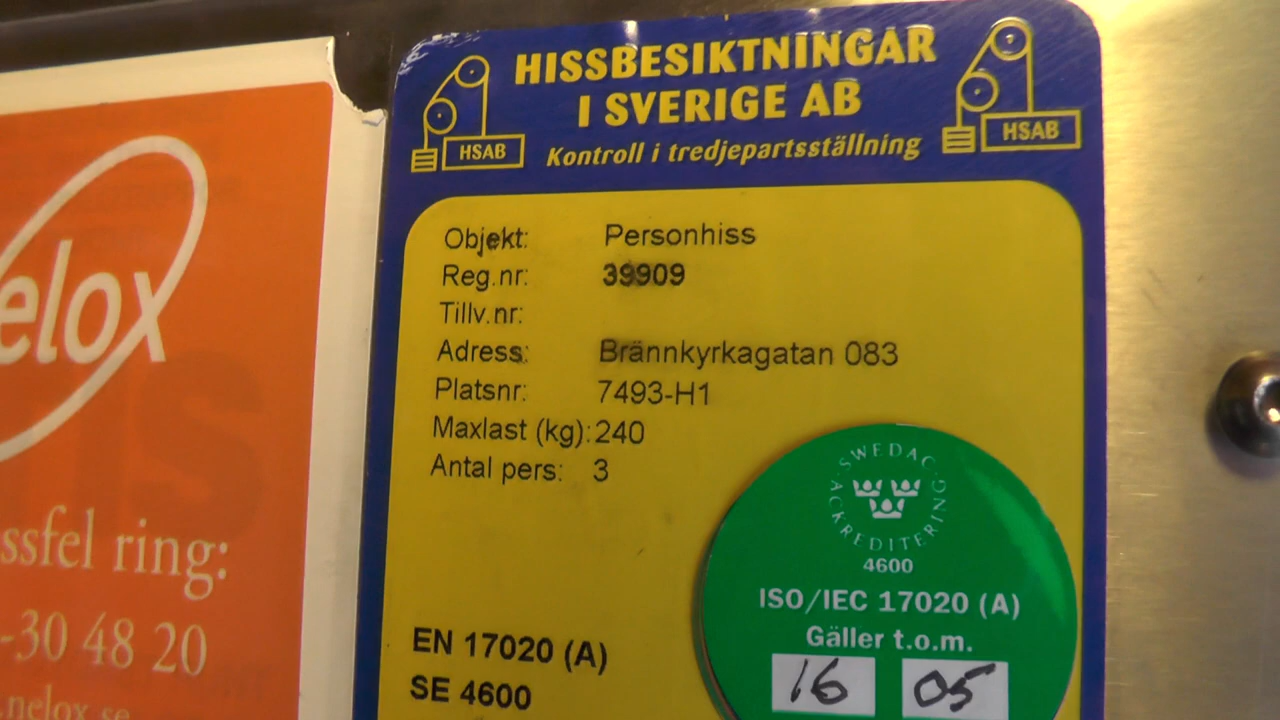 HISSBESIKTNINGAR
I SVERIGE AB
Kontroll i tredjepartsställning
HSAB
HSAB
Objekt: Personhiss
Reg.nr: 39909
Tillv.nr:
Adress: Brännkyrkagatan 083
Platsnr: 7493-H1
Maxlast (kg): 240
Antal pers: 3
EN 17020 (A)
SE 4600
SWEDAC
ACKREDITERING
4600
ISO/IEC 17020 (A)
Gäller t.o.m.
16 05
elox
ssfel ring:
-30 48 20
.nelox.se